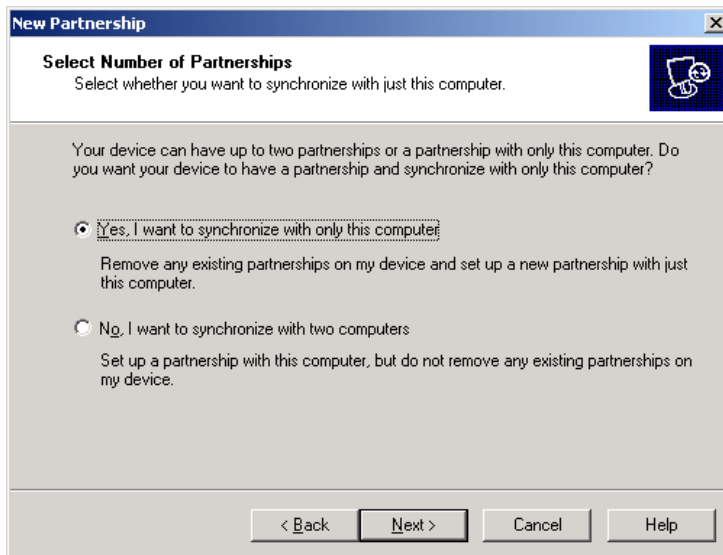 New Partnership
Select Number of Partnerships
Select whether you want to synchronize with just this computer.
Your device can have up to two partnerships or a partnership with only this computer. Do
you want your device to have a partnership and synchronize with only this computer?
Yes, I want to synchronize with only this computer
Remove any existing partnerships on my device and set up a new partnership with just
this computer.
No, I want to synchronize with two computers
Set up a partnership with this computer, but do not remove any existing partnerships on
my device.
< Back Next > Cancel Help